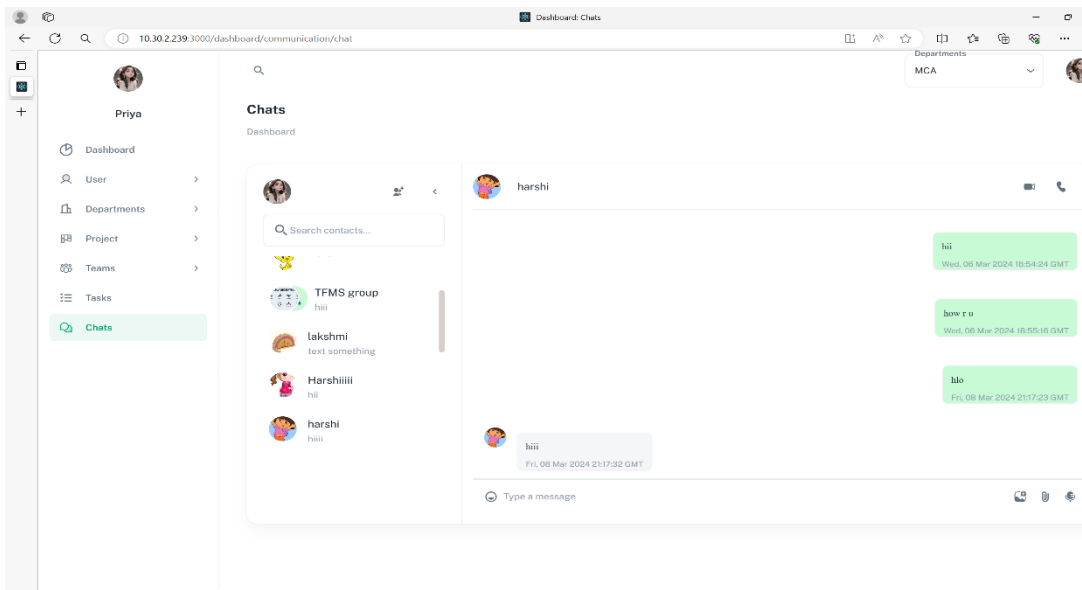 Dashboard: Chats
10.30.2.239:3000/dashboard/communication/chat
Departments
MCA
Priya
Dashboard
User
Departments
Project
Teams
Tasks
Chats
Chats
Dashboard
Search contacts...
TFMS group
hiii
lakshmi
text something
Harshiiiii
hii
harshi
hiiii
harshi
hii
Wed, 06 Mar 2024 18:54:24 GMT
how r u
Wed, 06 Mar 2024 18:55:16 GMT
hlo
Fri, 08 Mar 2024 21:17:23 GMT
hiii
Fri, 08 Mar 2024 21:17:32 GMT
Type a message